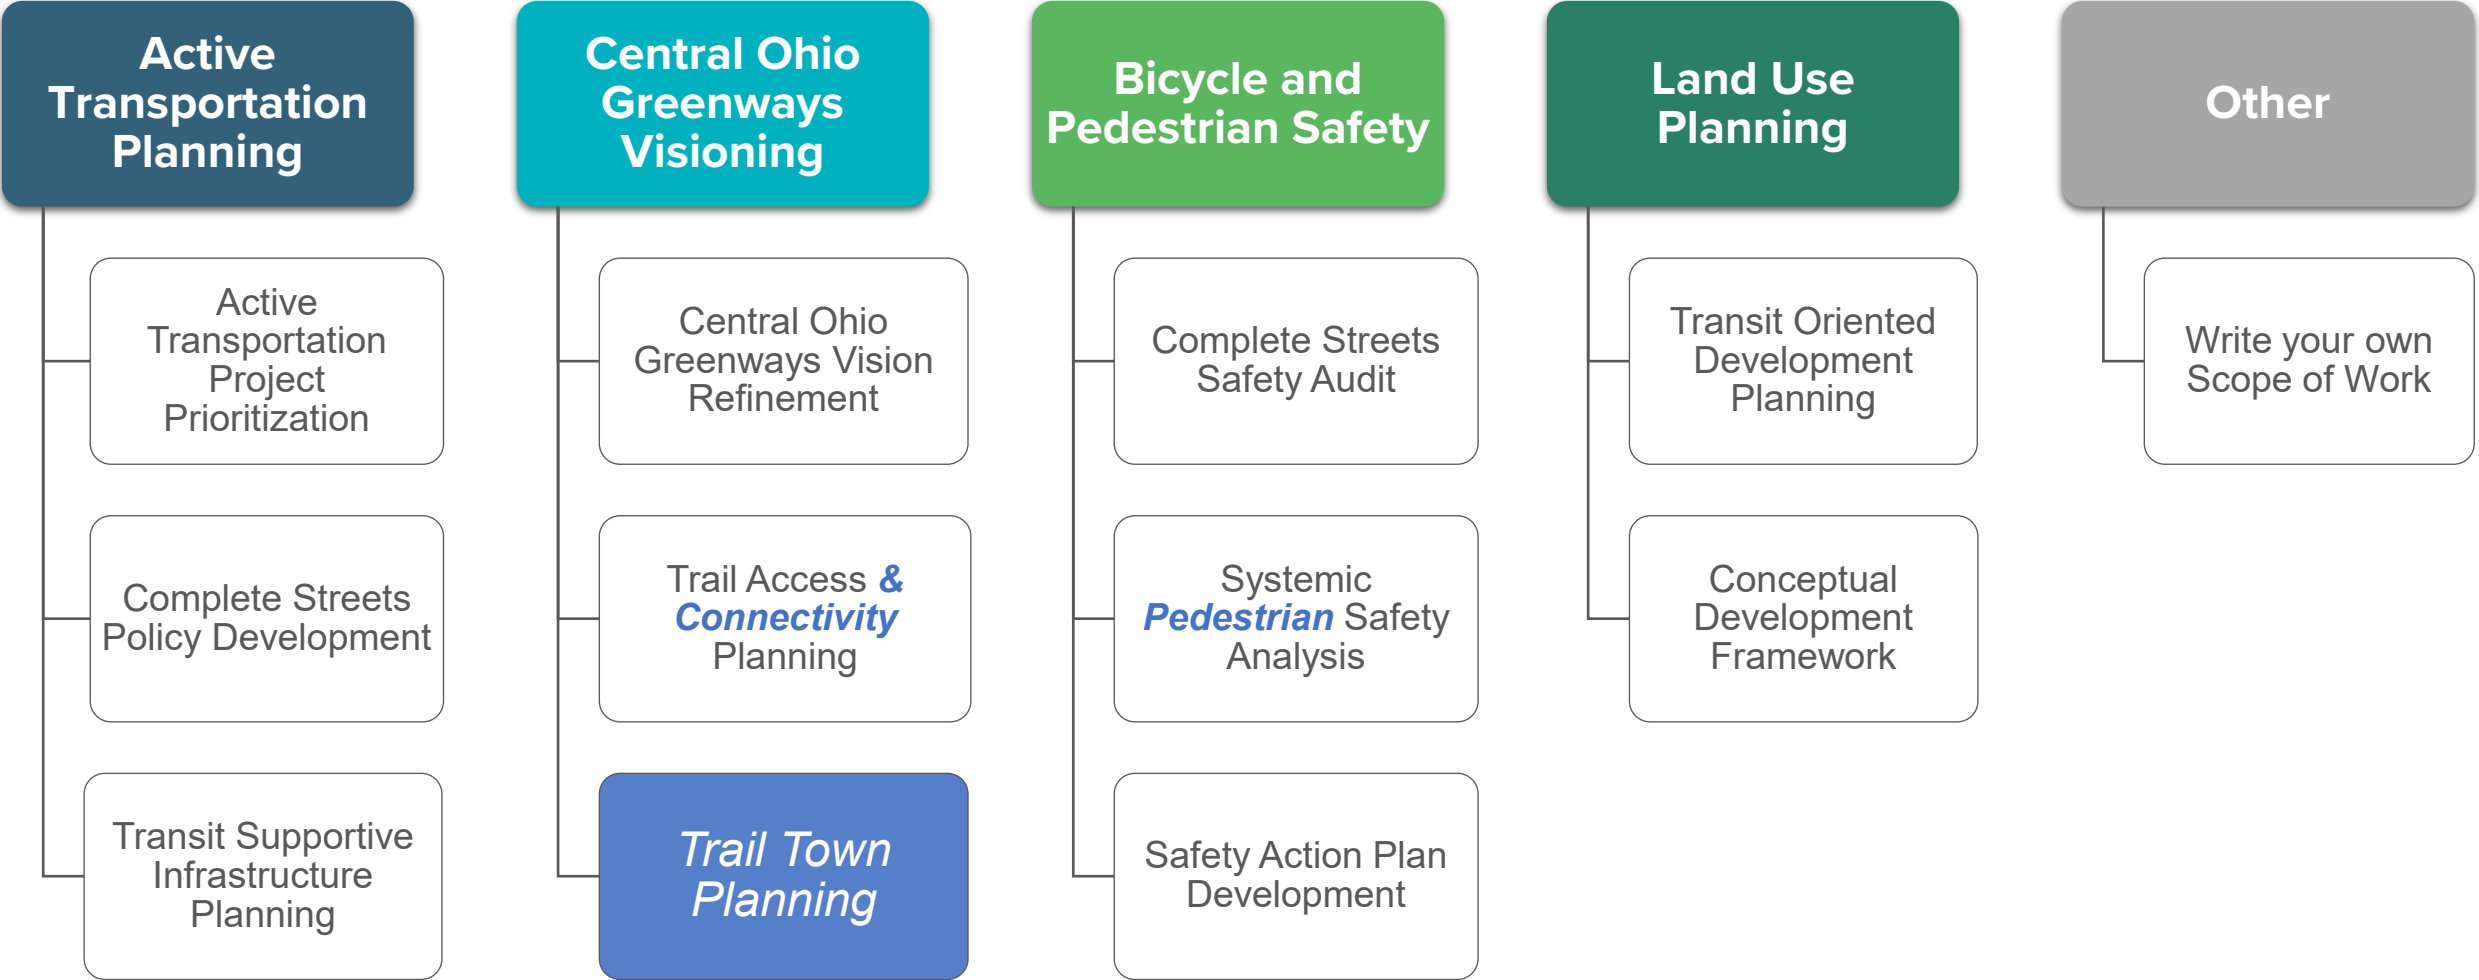 Active
Transportation
Planning
Active
Transportation
Project
Prioritization
Complete Streets
Policy Development
Transit Supportive
Infrastructure
Planning
Central Ohio
Greenways
Visioning
Central Ohio
Greenways Vision
Refinement
Trail Access &
Connectivity
Planning
Trail Town
Planning
Bicycle and
Pedestrian Safety
Complete Streets
Safety Audit
Systemic
Pedestrian Safety
Analysis
Safety Action Plan
Development
Land Use
Planning
Transit Oriented
Development
Planning
Conceptual
Development
Framework
Other
Write your own
Scope of Work